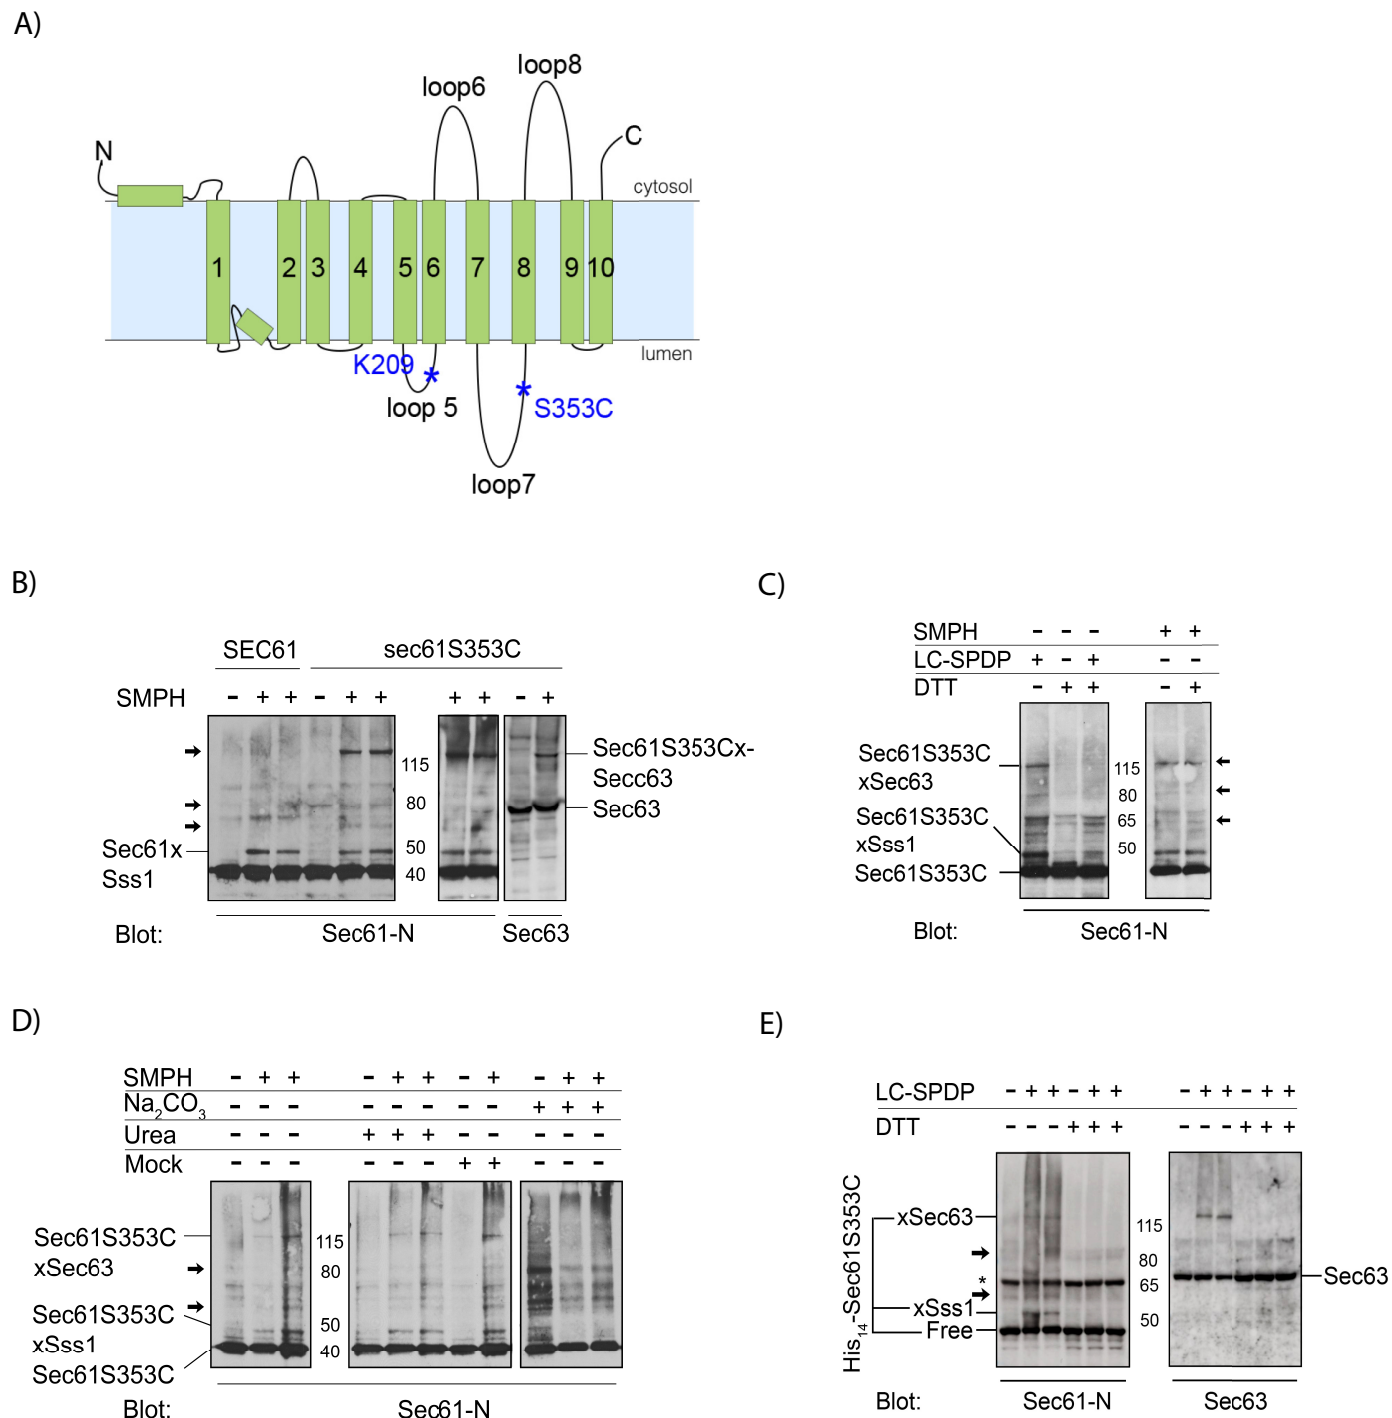 A)
loop8
loop6
N
C
cytosol
1 2 3 4 5 6 7 8 9 10
lumen
K209
*
*
S353C
loop 5
loop7
B)
SEC61 sec61S353C
SMPH - + + - + + + + - +
Sec61S353Cx-
Secc63
115
80
Sec63
Sec61x
Sss1
50
40
Blot: Sec61-N Sec63
C)
SMPH - - - + +
LC-SPDP + - + - -
DTT - + + - +
Sec61S353C
xSec63
115
80
Sec61S353C
xSss1
65
50
Sec61S353C
Blot: Sec61-N
D)
SMPH - + + - + + - + - + +
Na2CO3 - - - - - - - - + + +
Urea - - - + + + - - - - -
Mock - - - - - - + + - - -
Sec61S353C
xSec63
115
80
Sec61S353C
xSss1
50
Sec61S353C
40
Blot: Sec61-N
E)
LC-SPDP - + + - + + - + + - + +
DTT - - - + + + - - - + + +
His14-Sec61S353C
xSec63
115
80
*
65
Sec63
xSss1
50
Free
Blot: Sec61-N Sec63